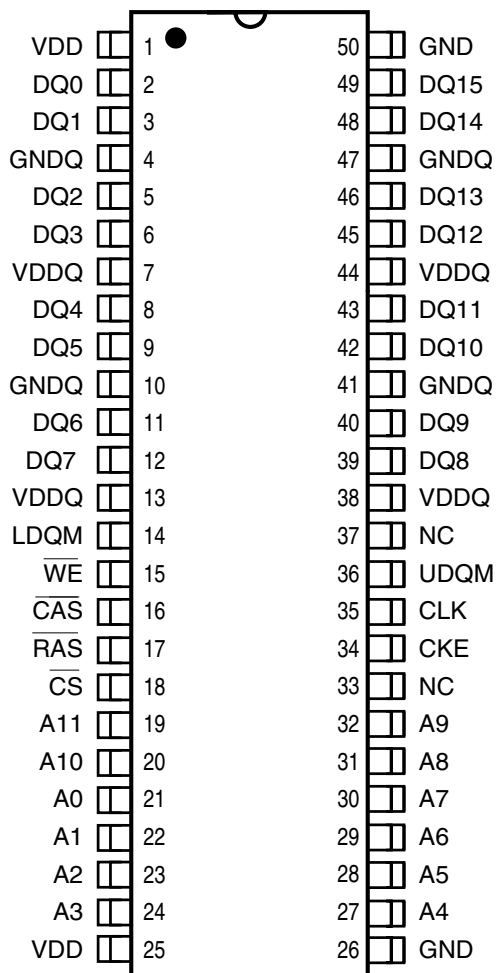 VDD 1 50 GND
DQ0 2 49 DQ15
DQ1 3 48 DQ14
GNDQ 4 47 GNDQ
DQ2 5 46 DQ13
DQ3 6 45 DQ12
VDDQ 7 44 VDDQ
DQ4 8 43 DQ11
DQ5 9 42 DQ10
GNDQ 10 41 GNDQ
DQ6 11 40 DQ9
DQ7 12 39 DQ8
VDDQ 13 38 VDDQ
LDQM 14 37 NC
W̅E̅ 15 36 UDQM
C̅A̅S̅ 16 35 CLK
R̅A̅S̅ 17 34 CKE
C̅S̅ 18 33 NC
A11 19 32 A9
A10 20 31 A8
A0 21 30 A7
A1 22 29 A6
A2 23 28 A5
A3 24 27 A4
VDD 25 26 GND